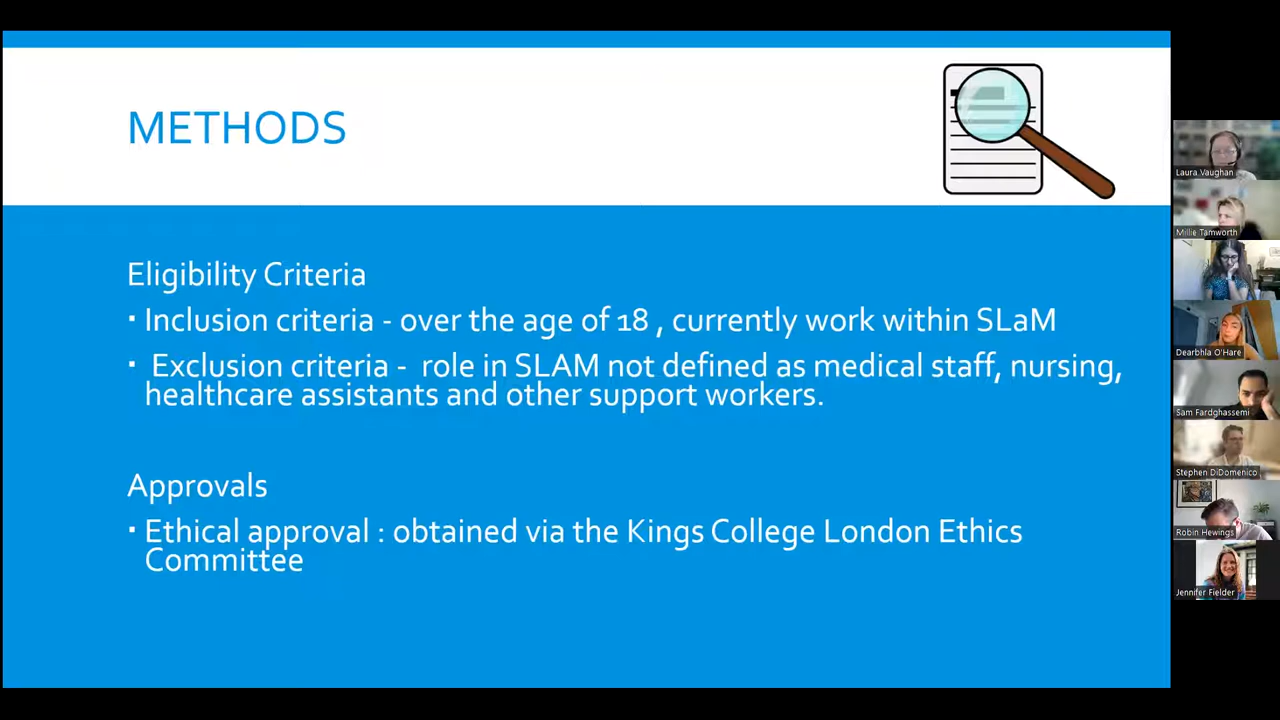 METHODS
Eligibility Criteria
▪ Inclusion criteria - over the age of 18 , currently work within SLaM
▪ Exclusion criteria - role in SLAM not defined as medical staff, nursing,
healthcare assistants and other support workers.
Approvals
▪ Ethical approval : obtained via the Kings College London Ethics
Committee
Laura Vaughan
Millie Tamworth
Dearbhla O'Hare
Sam Fardghassemi
Stephen DiDomenico
Robin Hewings
Jennifer Fielder